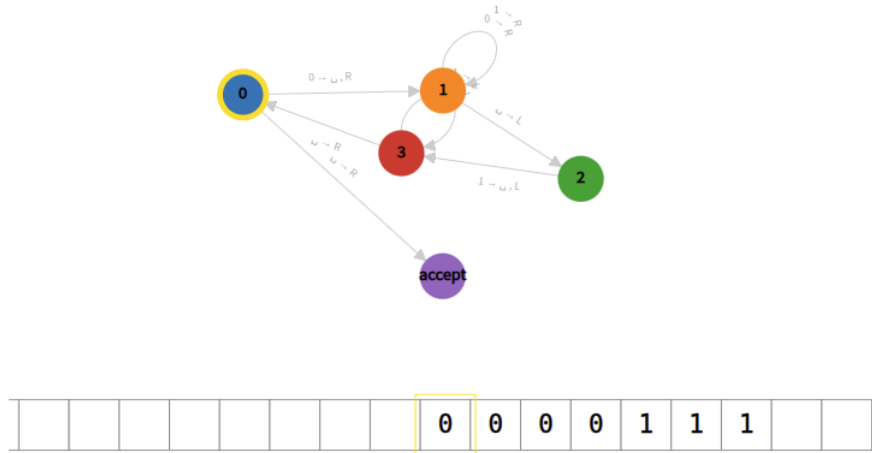 1 → R
0 → R
0 → ␣,R
0
1
␣ → L
3
␣ → R
␣ → R
2
1 → ␣,L
accept
0 0 0 0 1 1 1